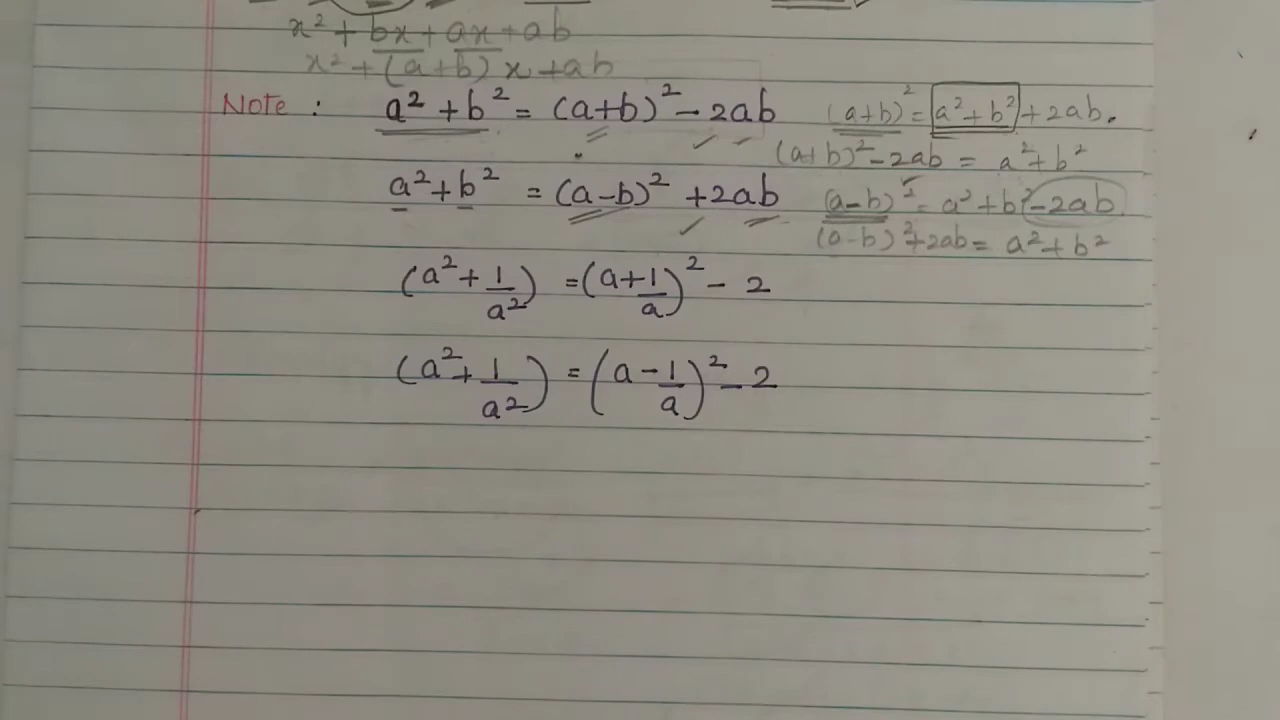 x² + bx + ax + ab
x² + (a+b) x + ab
Note : a² + b² = (a+b)² - 2ab (a+b)² = a² + b² + 2ab.
(a+b)² - 2ab = a² + b²
a² + b² = (a-b)² + 2ab (a-b)² = a² + b² - 2ab
(a-b)² + 2ab = a² + b²
(a² + 1/a²) = (a + 1/a)² - 2
(a² + 1/a²) = (a - 1/a)² - 2